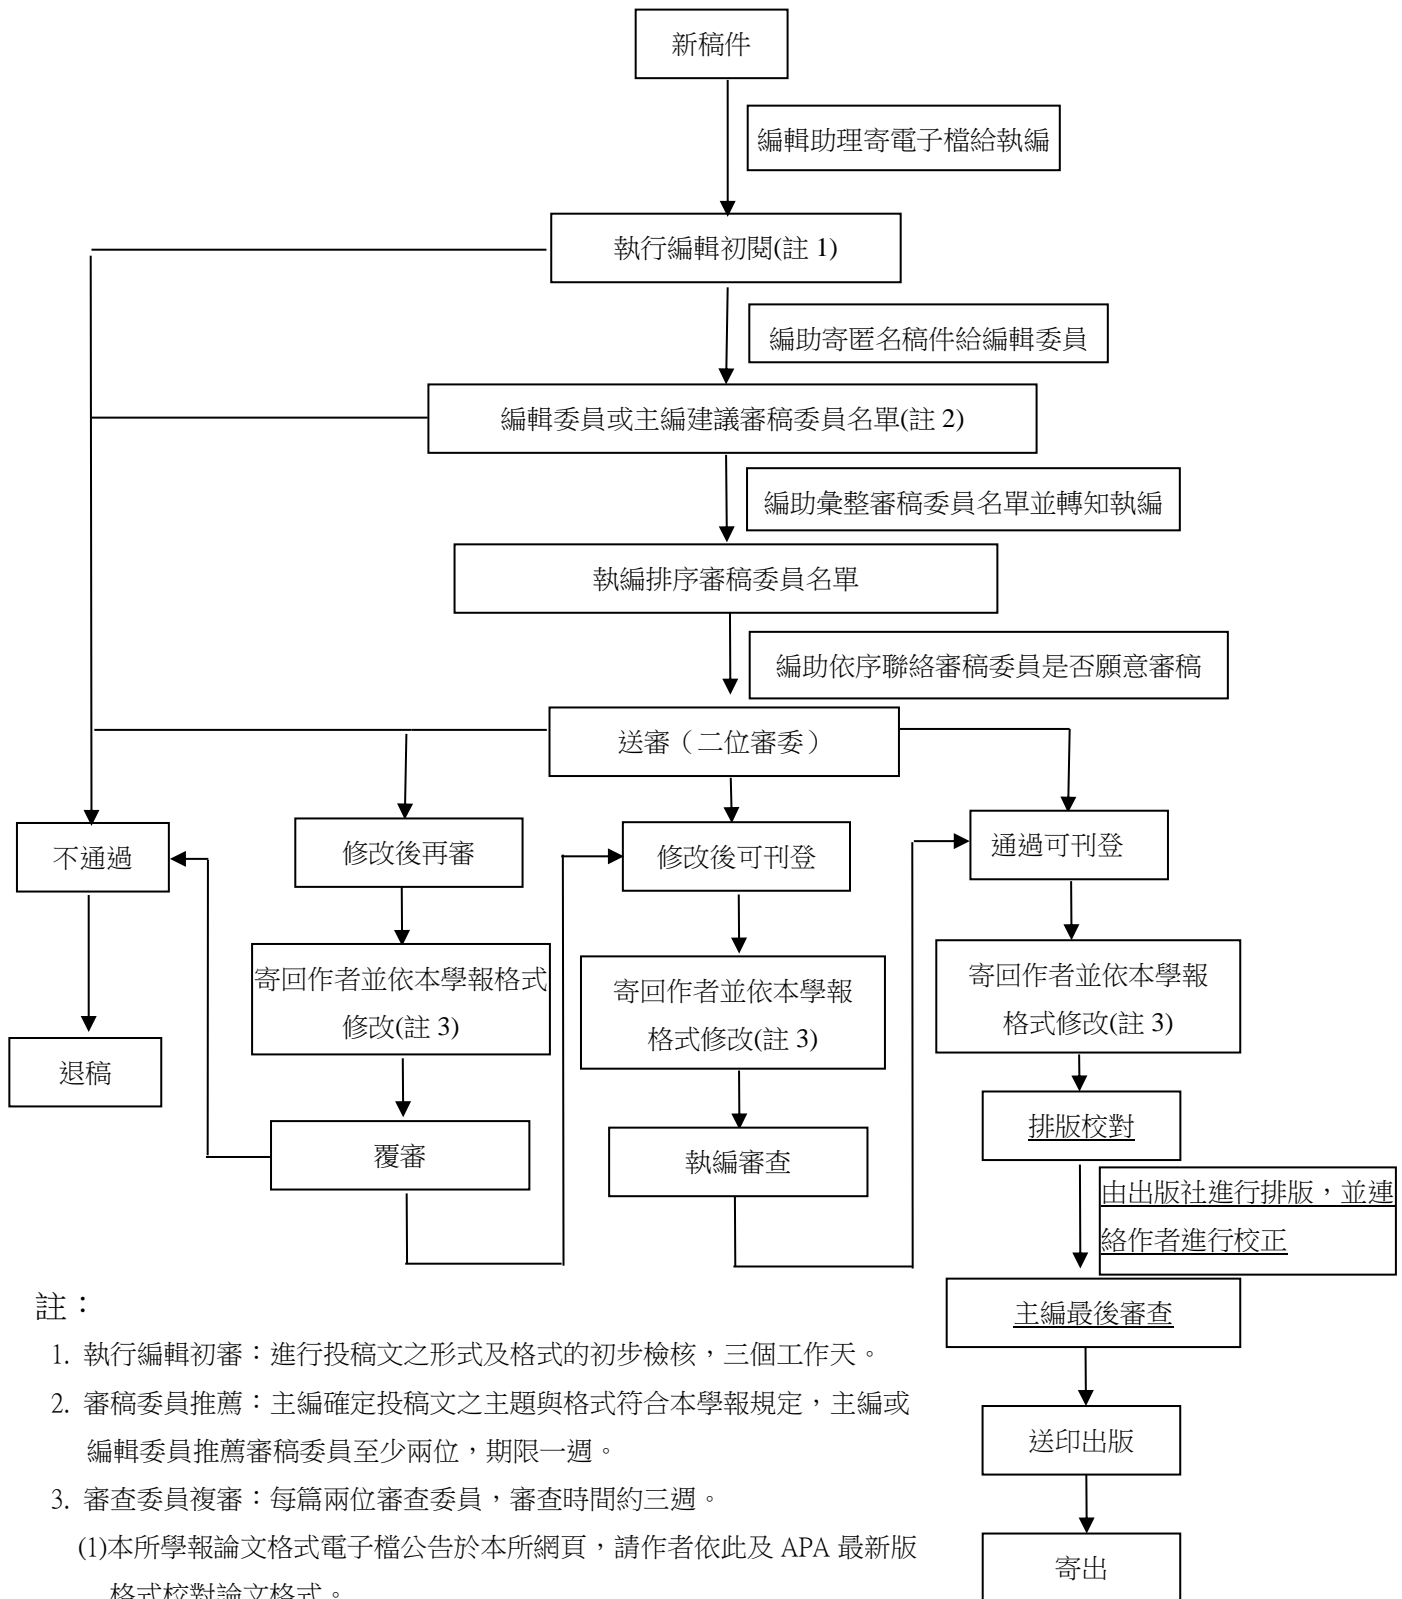 新稿件
編輯助理寄電子檔給執編
執行編輯初閱(註 1)
編助寄匿名稿件給編輯委員
編輯委員或主編建議審稿委員名單(註 2)
編助彙整審稿委員名單並轉知執編
執編排序審稿委員名單
編助依序聯絡審稿委員是否願意審稿
送審（二位審委）
不通過
修改後再審
修改後可刊登
通過可刊登
寄回作者並依本學報格式
修改(註 3)
寄回作者並依本學報
格式修改(註 3)
寄回作者並依本學報
格式修改(註 3)
退稿
覆審
執編審查
排版校對
由出版社進行排版，並連
絡作者進行校正
主編最後審查
送印出版
寄出
註：
1. 執行編輯初審：進行投稿文之形式及格式的初步檢核，三個工作天。
2. 審稿委員推薦：主編確定投稿文之主題與格式符合本學報規定，主編或
編輯委員推薦審稿委員至少兩位，期限一週。
3. 審查委員複審：每篇兩位審查委員，審查時間約三週。
(1)本所學報論文格式電子檔公告於本所網頁，請作者依此及 APA 最新版
格式校對論文格式。